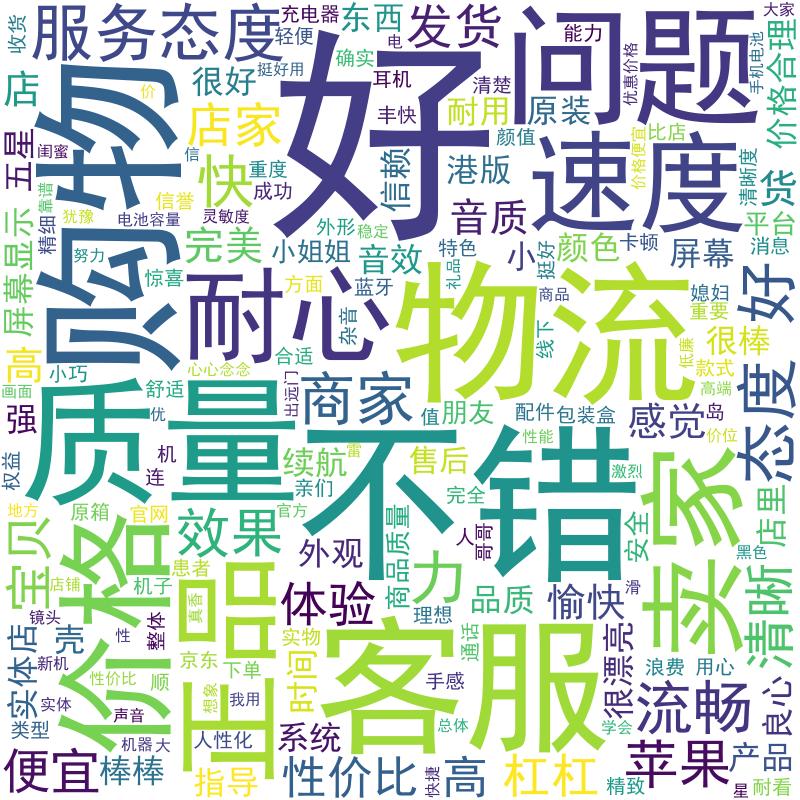 收货
服务态度
充电器
轻便
东西
电
发货
能力
问题
大家
手机电池
店
很好
挺好用
确实
耳机
清楚
丰快
优惠价格
价格合理
五星
闺蜜
购物
价
店家
信
好
耐用
原装
颜值
速度
价格便宜
比店
清晰度
贷
靠谱
精细
犹豫
努力
电池容量
信誉
快
重度
成功
灵敏度
信赖
港版
音质
平台
消息
屏幕显示
惊喜
完美
小姐姐
外形
稳定
音效
特色
小
挺好
颜色
卡顿
屏幕
耐心
方面
蓝牙
杂音
礼品
商品
线下
物流
媳妇
重要
低廉
很棒
款式
高端
好
态度
高
小巧
画面
强
心心念念
舒适
优
合适
出远门
商家
值
朋友
配件
包装盒
感觉
岛
价位
权益
质量
机
连
续航
雷
亲们
售后
不错
性能
激烈
卖家
店里
地方
原箱
官网
效果
官方
完全
人
哥哥
安全
黑色
宝贝
价格
店铺
机子
患者
正品
真香
外观
商品质量
力
品质
愉快
清晰
滑
镜头
实体店
壳
性
整体
体验
理想
新机
实体
类型
性价比
顺
京东
下单
想象
实物
时间
我用
客服
通话
手感
很漂亮
浪费
用心
流畅
良心
声音
机器
大
人性化
系统
总体
学会
苹果
产品
便宜
棒棒
指导
性价比
快捷
高
杠杠
精致
星
耐看